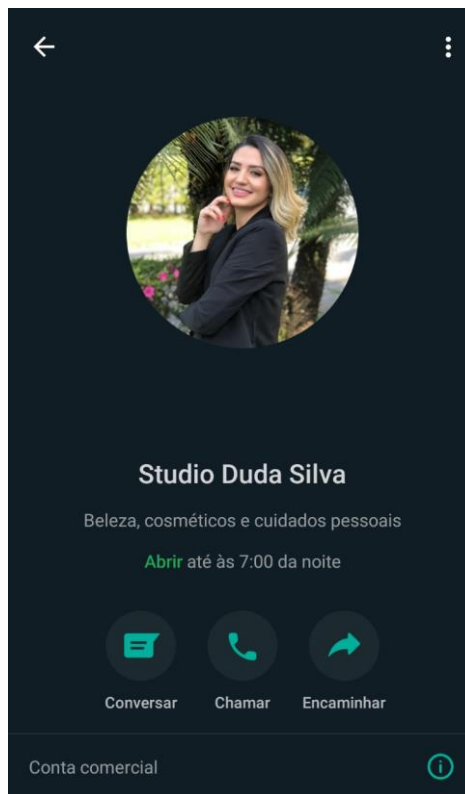 Studio Duda Silva
Beleza, cosméticos e cuidados pessoais
Abrir até às 7:00 da noite
Conversar Chamar Encaminhar
Conta comercial